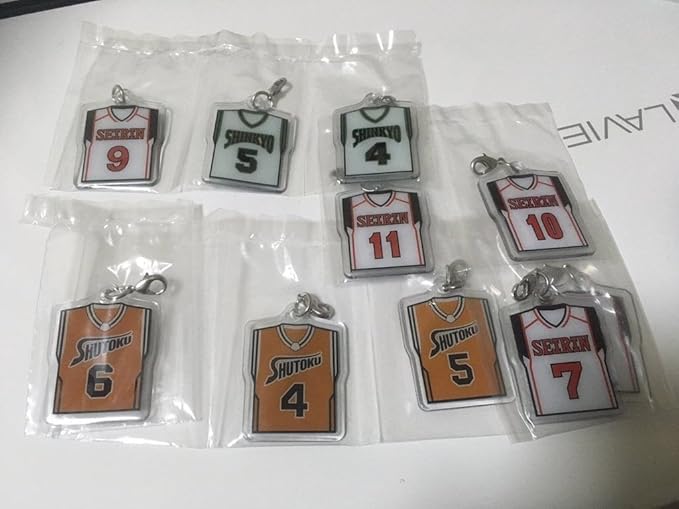 SEIRIN
9
SHINKYO
5
SHINKYO
4
SEIRIN
11
SEIRIN
10
LAVIE
SHUTOKU
6
SHUTOKU
4
SHUTOKU
5
SEIRIN
7